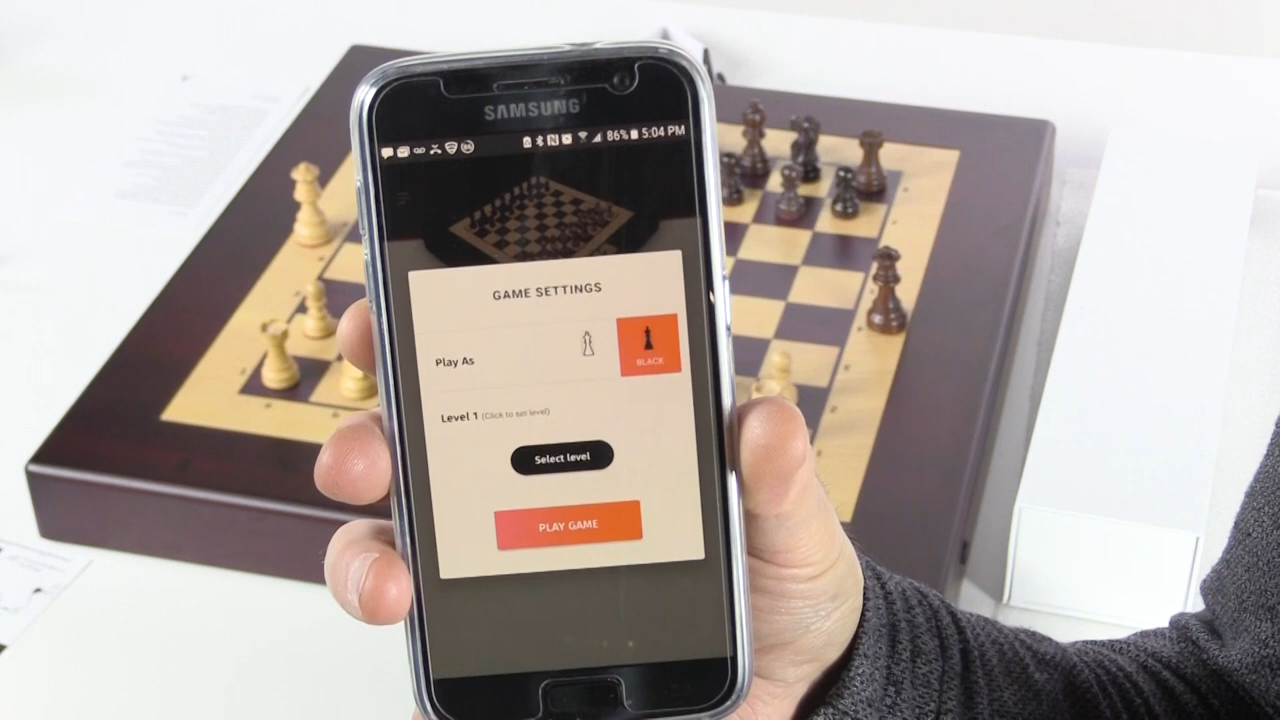 SAMSUNG
86% 5:04 PM
GAME SETTINGS
Play As
BLACK
Level 1 (Click to set level)
Select level
PLAY GAME